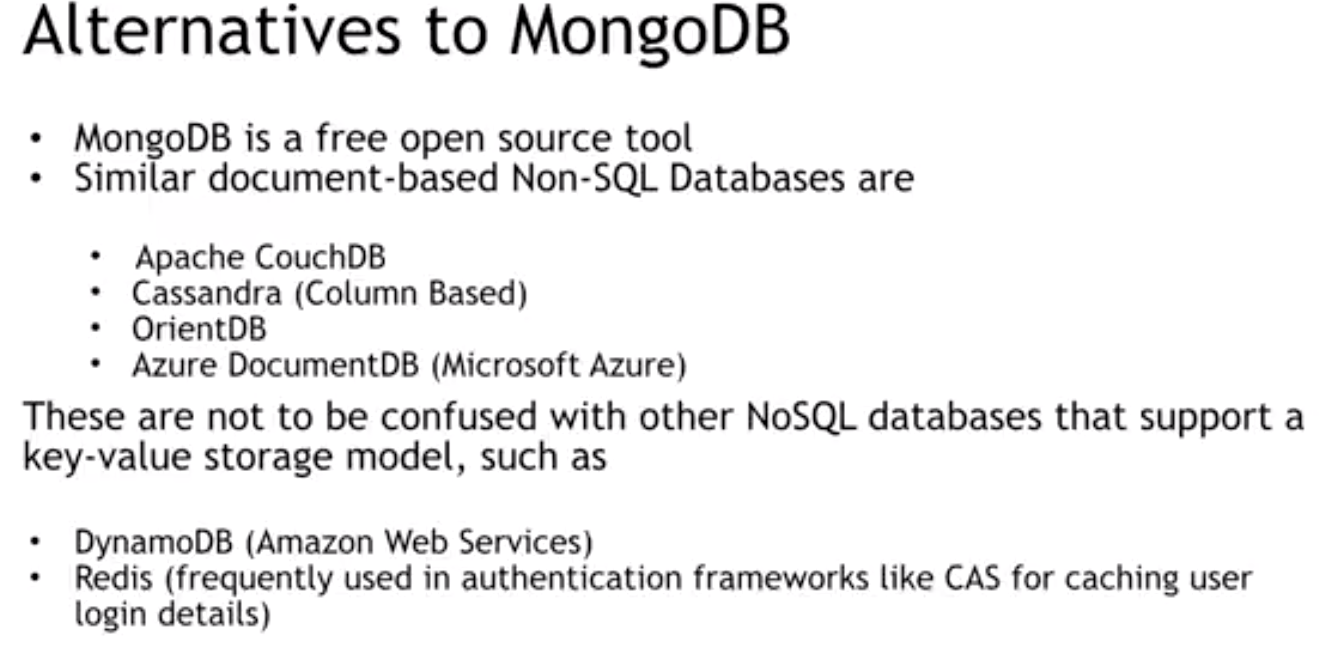 Alternatives to MongoDB
• MongoDB is a free open source tool
• Similar document-based Non-SQL Databases are
• Apache CouchDB
• Cassandra (Column Based)
• OrientDB
• Azure DocumentDB (Microsoft Azure)
These are not to be confused with other NoSQL databases that support a
key-value storage model, such as
• DynamoDB (Amazon Web Services)
• Redis (frequently used in authentication frameworks like CAS for caching user
login details)